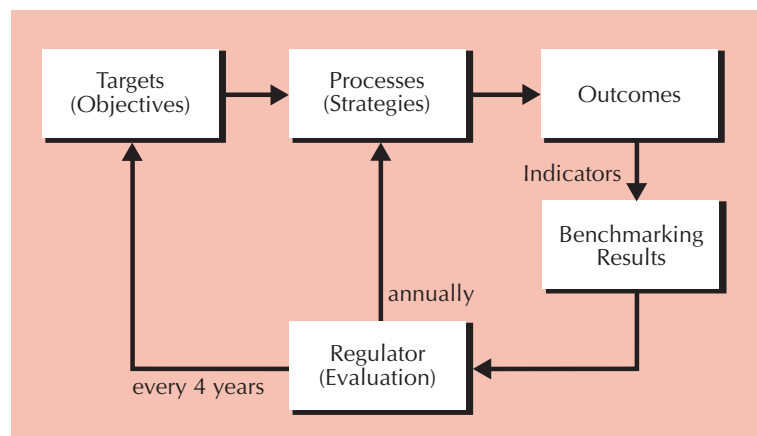 Targets
(Objectives)
Processes
(Strategies)
Outcomes
Indicators
Benchmarking
Results
annually
Regulator
(Evaluation)
every 4 years